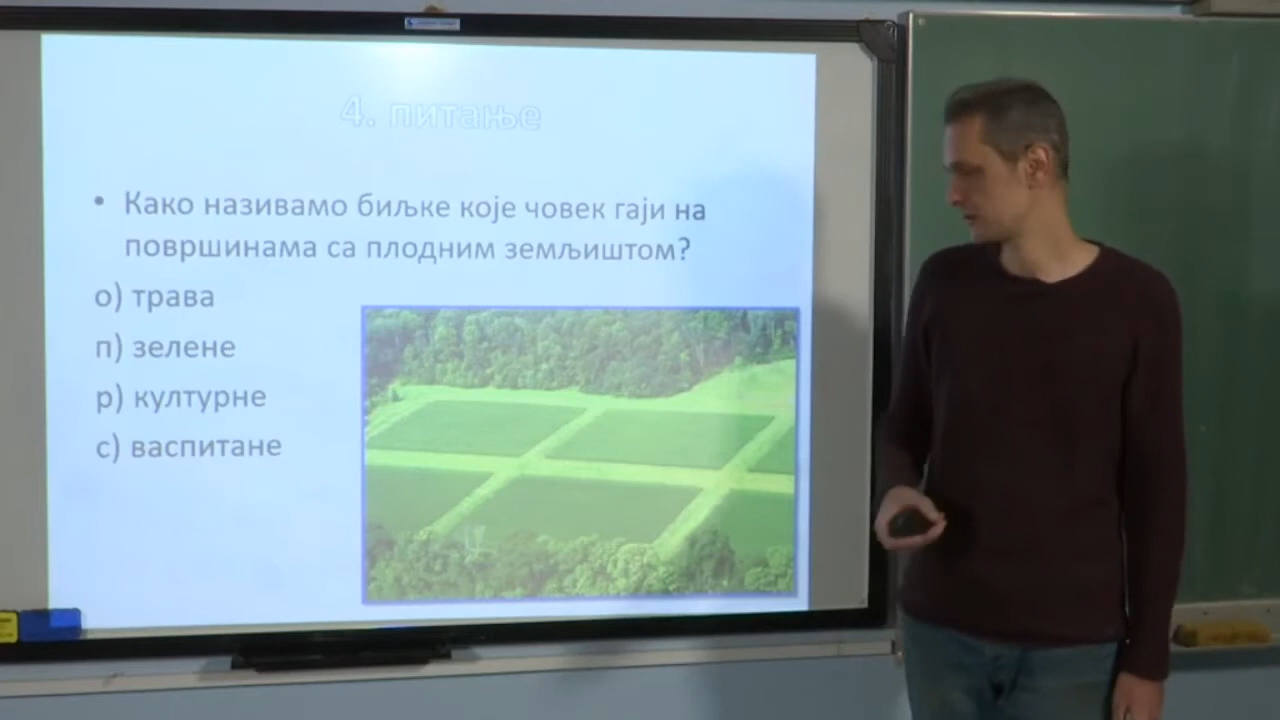 4. питање
• Како називамо биљке које човек гаји на
површинама са плодним земљиштом?
о) трава
п) зелене
р) културне
с) васпитане